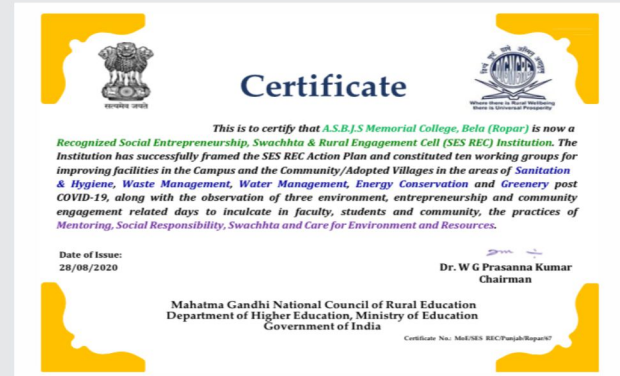 सत्यमेव जयते
Where there is Rural Wellbeing
there is Universal Prosperity
Certificate
This is to certify that A.S.B.J.S Memorial College, Bela (Ropar) is now a
Recognized Social Entrepreneurship, Swachhta & Rural Engagement Cell (SES REC) Institution. The
Institution has successfully framed the SES REC Action Plan and constituted ten working groups for
improving facilities in the Campus and the Community/Adopted Villages in the areas of Sanitation
& Hygiene, Waste Management, Water Management, Energy Conservation and Greenery post
COVID-19, along with the observation of three environment, entrepreneurship and community
engagement related days to inculcate in faculty, students and community, the practices of
Mentoring, Social Responsibility, Swachhta and Care for Environment and Resources.
Date of Issue:
28/08/2020
Dr. W G Prasanna Kumar
Chairman
Mahatma Gandhi National Council of Rural Education
Department of Higher Education, Ministry of Education
Government of India
Certificate No.: MoE/SES REC/Punjab/Ropar/67